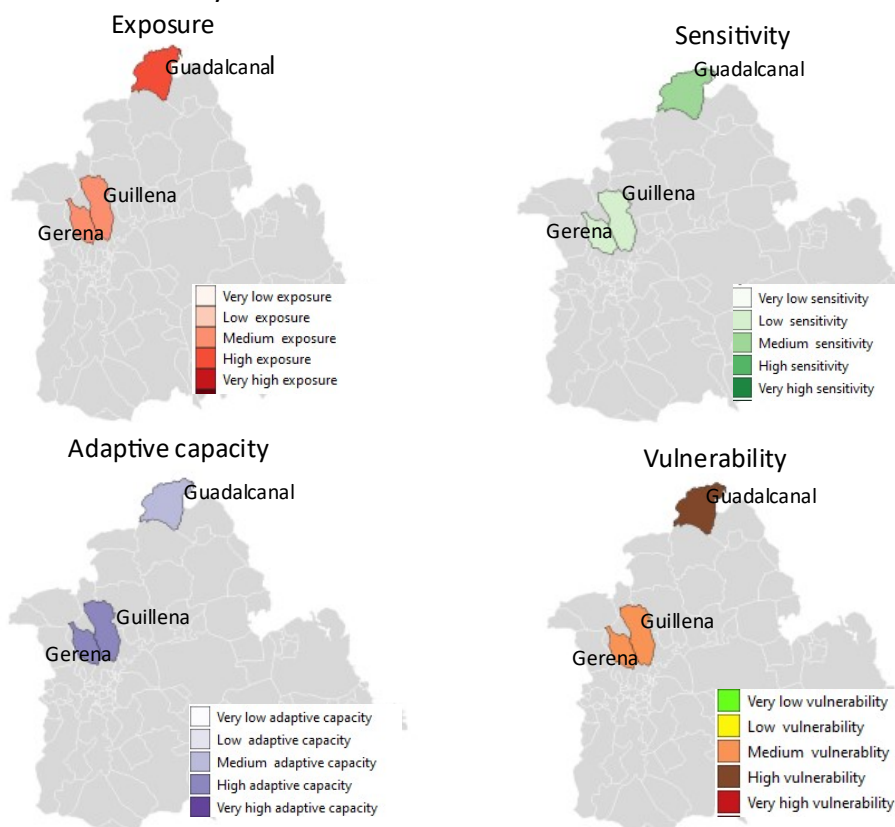 Exposure
Guadalcanal
Guillena
Gerena
Very low exposure
Low exposure
Medium exposure
High exposure
Very high exposure
Sensitivity
Guadalcanal
Guillena
Gerena
Very low sensitivity
Low sensitivity
Medium sensitivity
High sensitivity
Very high sensitivity
Adaptive capacity
Guadalcanal
Guillena
Gerena
Very low adaptive capacity
Low adaptive capacity
Medium adaptive capacity
High adaptive capacity
Very high adaptive capacity
Vulnerability
Guadalcanal
Guillena
Gerena
Very low vulnerability
Low vulnerability
Medium vulnerablity
High vulnerability
Very high vulnerability